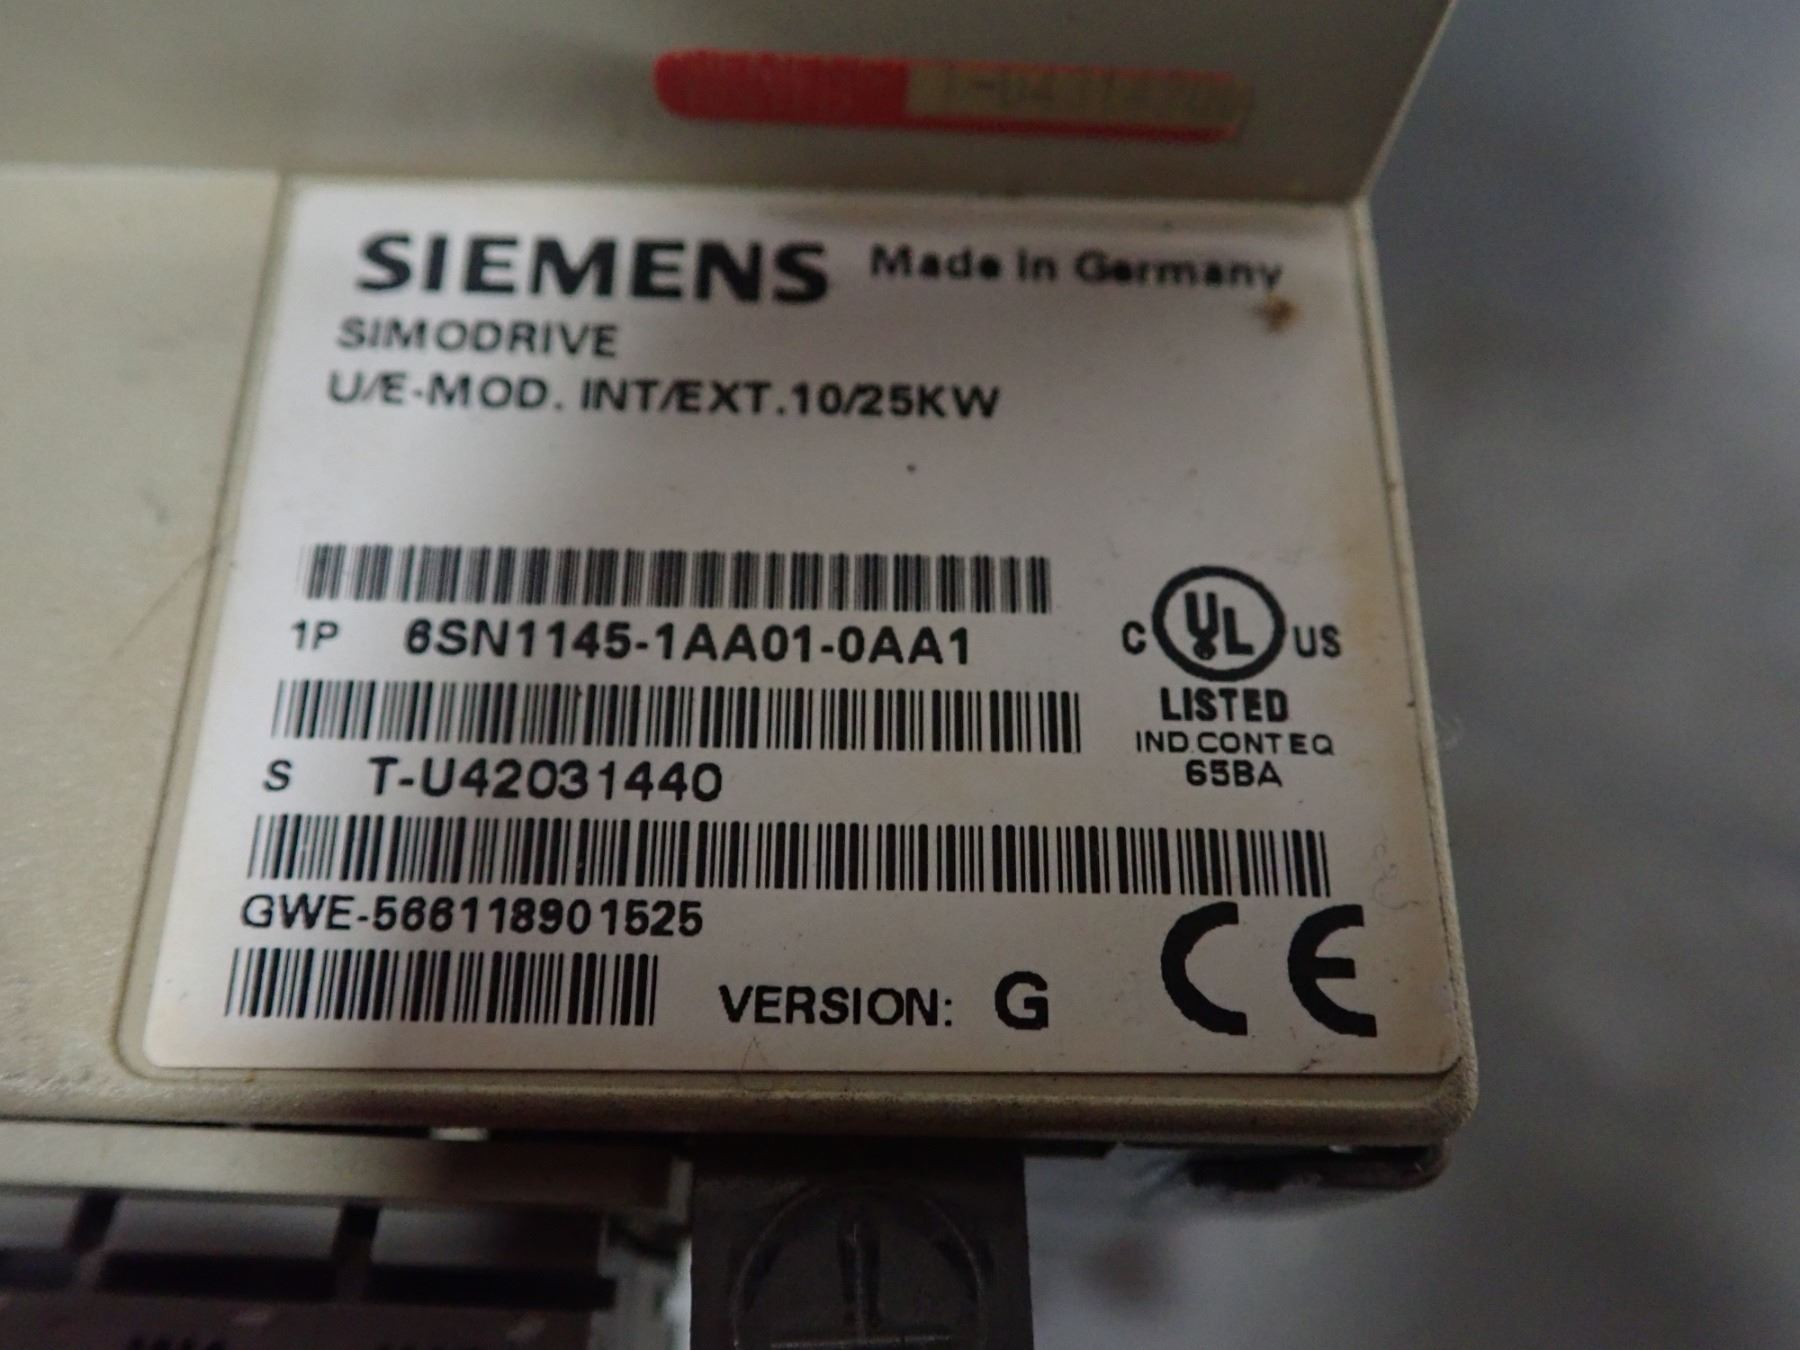 SIEMENS Made in Germany
SIMODRIVE
U/E-MOD. INT/EXT.10/25KW
1P 6SN1145-1AA01-0AA1
C UL US
LISTED
IND.CONT EQ
65BA
S T-U42031440
GWE-566118901525
VERSION: G
CE